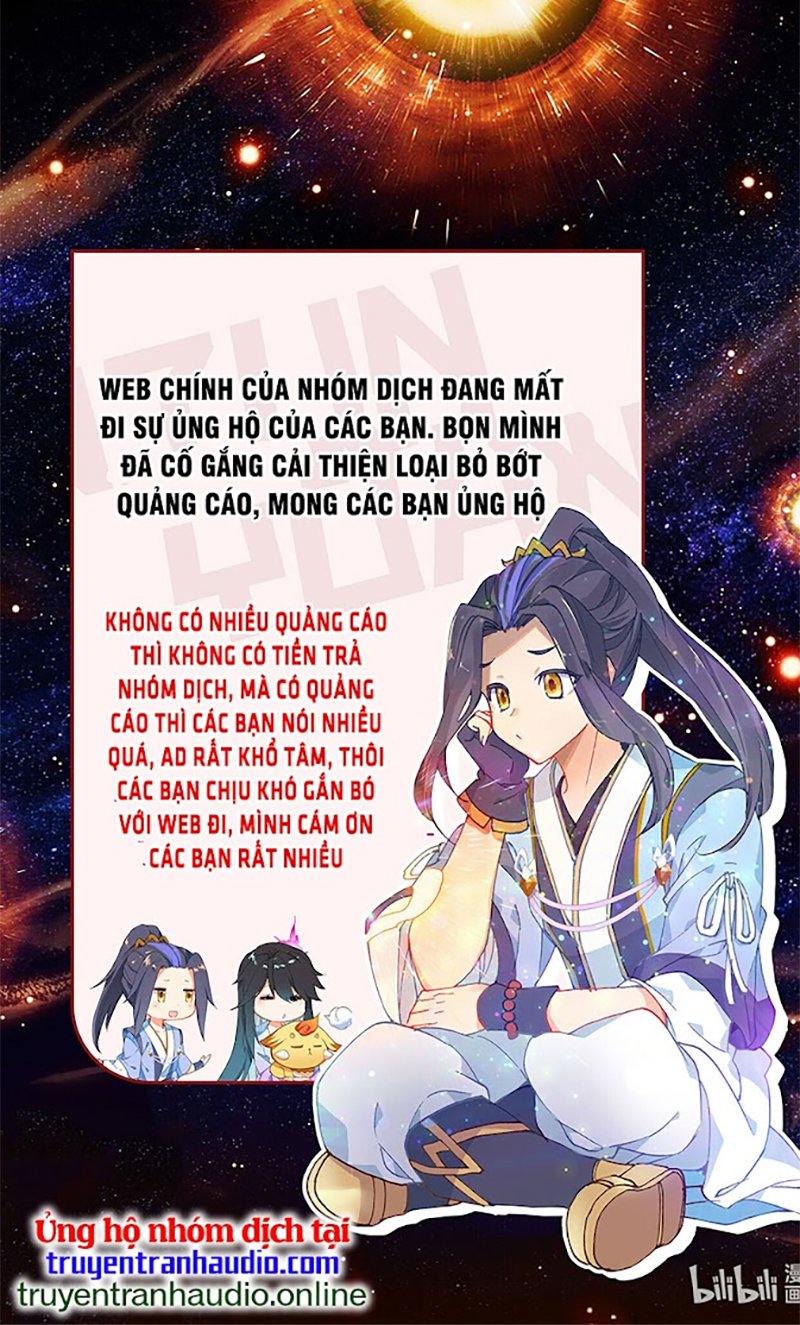 WEB CHÍNH CỦA NHÓM DỊCH ĐANG MẤT
ĐI SỰ ỦNG HỘ CỦA CÁC BẠN. BỌN MÌNH
ĐÃ CỐ GẮNG CẢI THIỆN LOẠI BỎ BỚT
QUẢNG CÁO, MONG CÁC BẠN ỦNG HỘ
KHÔNG CÓ NHIỀU QUẢNG CÁO
THÌ KHÔNG CÓ TIỀN TRẢ
NHÓM DỊCH, MÀ CÓ QUẢNG
CÁO THÌ CÁC BẠN NÓI NHIỀU
QUÁ, AD RẤT KHỔ TÂM, THÔI
CÁC BẠN CHỊU KHÓ GẮN BÓ
VỚI WEB ĐI, MÌNH CÁM ƠN
CÁC BẠN RẤT NHIỀU
Ủng hộ nhóm dịch tại
truyentranhaudio.com
truyentranhaudio.online
bilibili 漫画